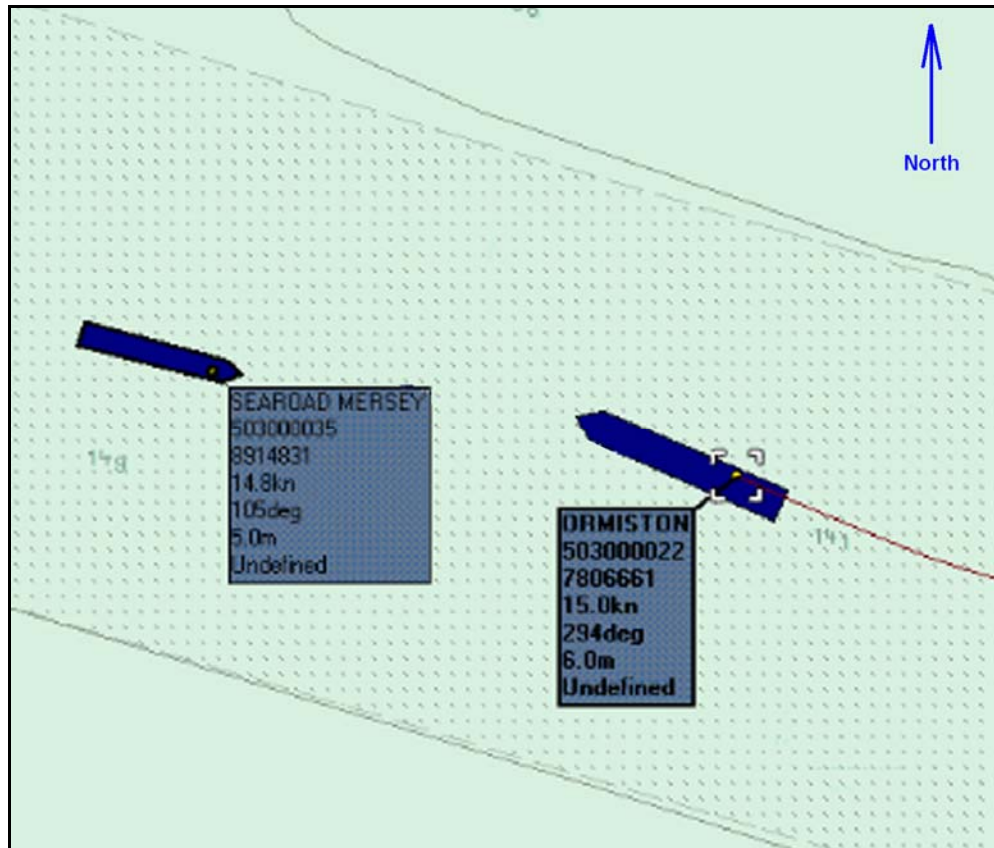 North
SEAROAD MERSEY
503000035
8914831
14.8kn
105deg
5.0m
Undefined
ORMISTON
503000022
7806661
15.0kn
294deg
6.0m
Undefined